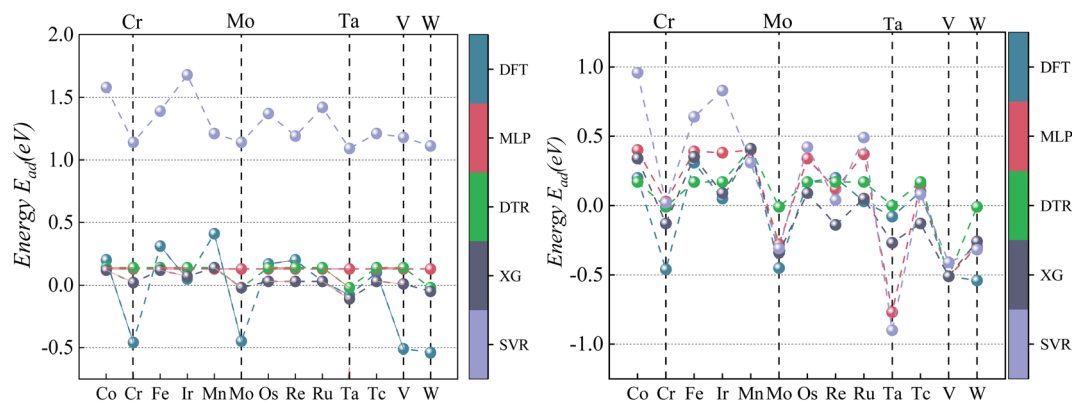 Cr Mo Ta V W
2.0
1.5
1.0
0.5
0.0
-0.5
Energy E_ad(eV)
Co Cr Fe Ir Mn Mo Os Re Ru Ta Tc V W
DFT
MLP
DTR
XG
SVR
Cr Mo Ta V W
1.0
0.5
0.0
-0.5
-1.0
Energy E_ad(eV)
Co Cr Fe Ir Mn Mo Os Re Ru Ta Tc V W
DFT
MLP
DTR
XG
SVR